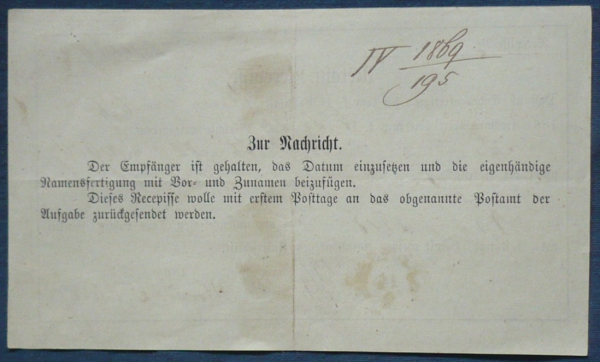 IV 1869
195
Zur Nachricht.
Der Empfänger ist gehalten, das Datum einzusetzen und die eigenhändige
Namensfertigung mit Vor- und Zunamen beizufügen.
Dieses Recepisse wolle mit erstem Posttage an das obgenannte Postamt der
Aufgabe zurückgesendet werden.